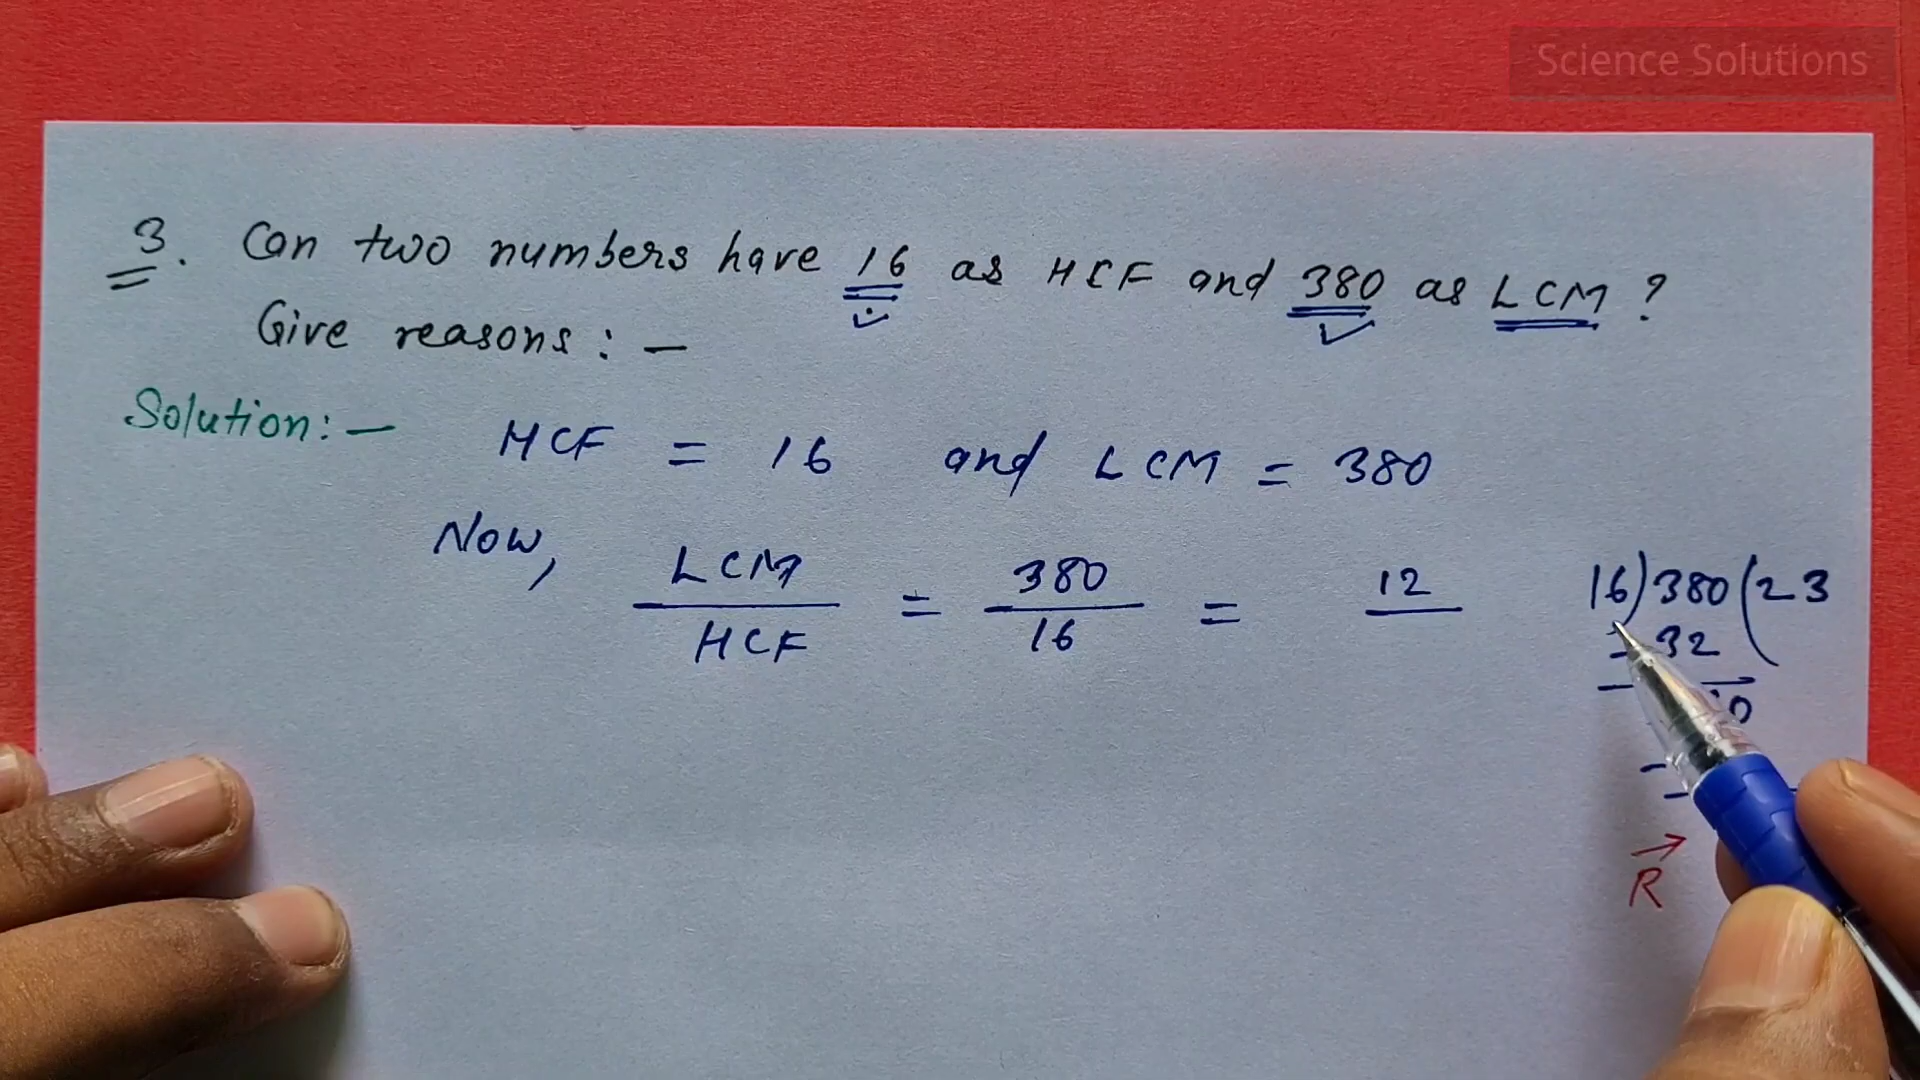 Science Solutions
3. Can two numbers have 16 as HCF and 380 as LCM ?
Give reasons : —
Solution: — HCF = 16 and LCM = 380
Now, LCM / HCF = 380 / 16 = 12 /
16)380(23
- 32
0
R